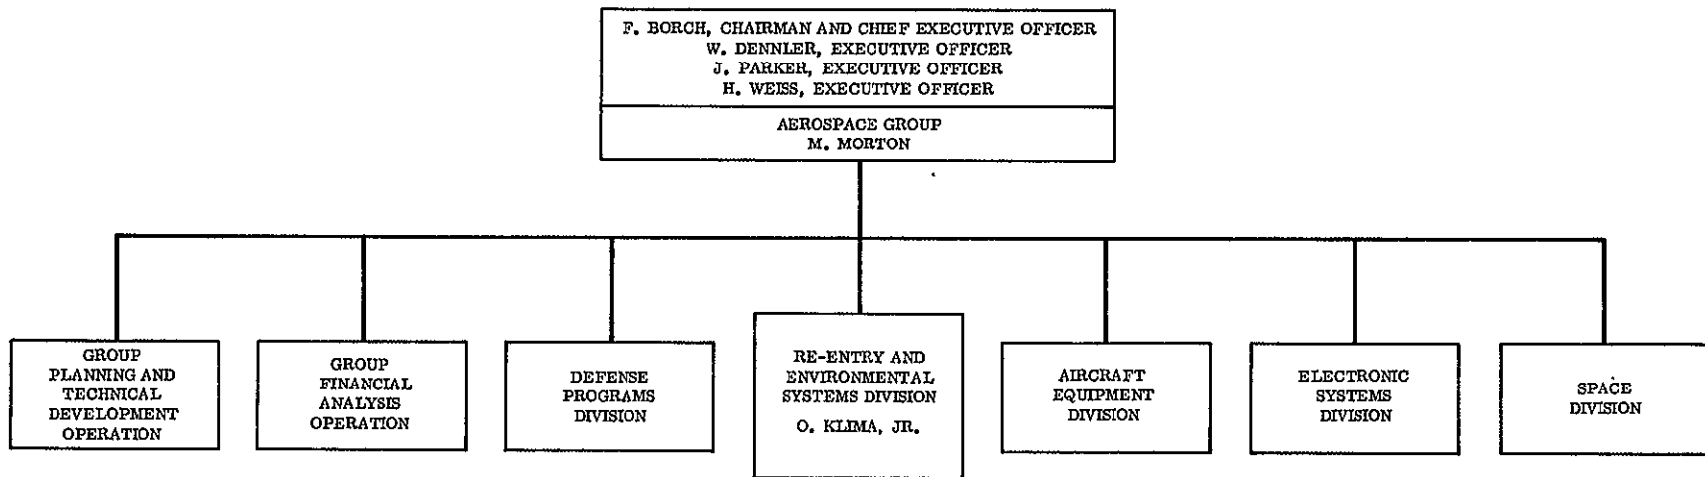 F. BORCH, CHAIRMAN AND CHIEF EXECUTIVE OFFICER
W. DENNLER, EXECUTIVE OFFICER
J. PARKER, EXECUTIVE OFFICER
H. WEISS, EXECUTIVE OFFICER
AEROSPACE GROUP
M. MORTON
GROUP
PLANNING AND
TECHNICAL
DEVELOPMENT
OPERATION
GROUP
FINANCIAL
ANALYSIS
OPERATION
DEFENSE
PROGRAMS
DIVISION
RE-ENTRY AND
ENVIRONMENTAL
SYSTEMS DIVISION
O. KLIMA, JR.
AIRCRAFT
EQUIPMENT
DIVISION
ELECTRONIC
SYSTEMS
DIVISION
SPACE
DIVISION